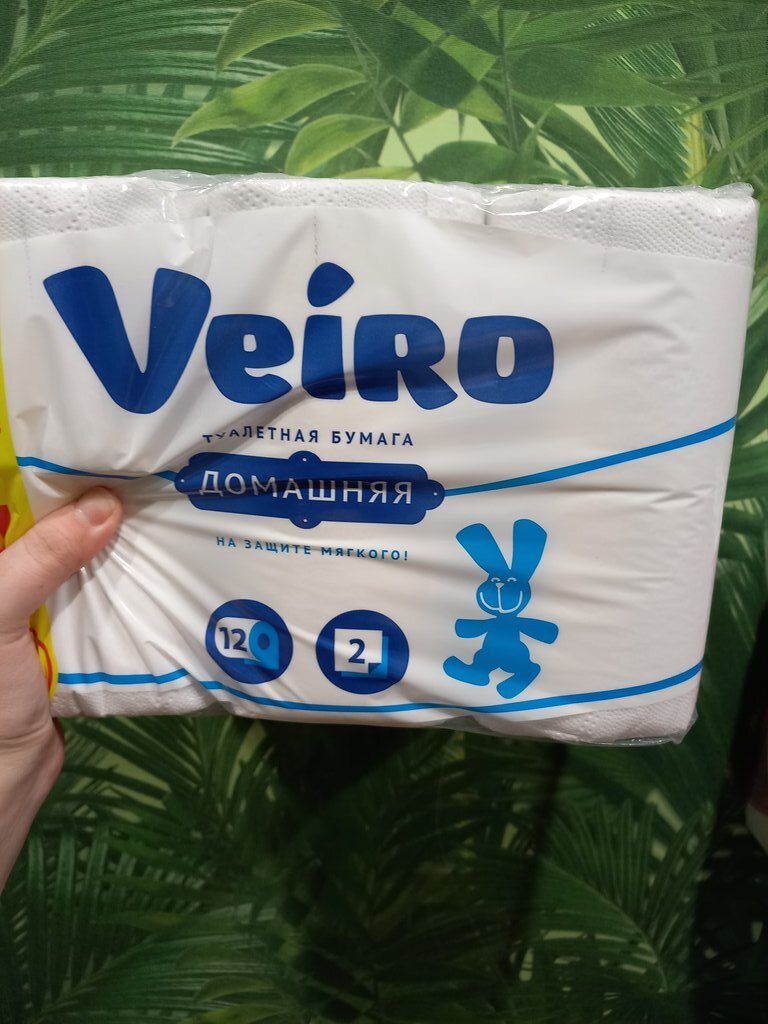 Veiro
ТУАЛЕТНАЯ БУМАГА
ДОМАШНЯЯ
НА ЗАЩИТЕ МЯГКОГО!
12
2